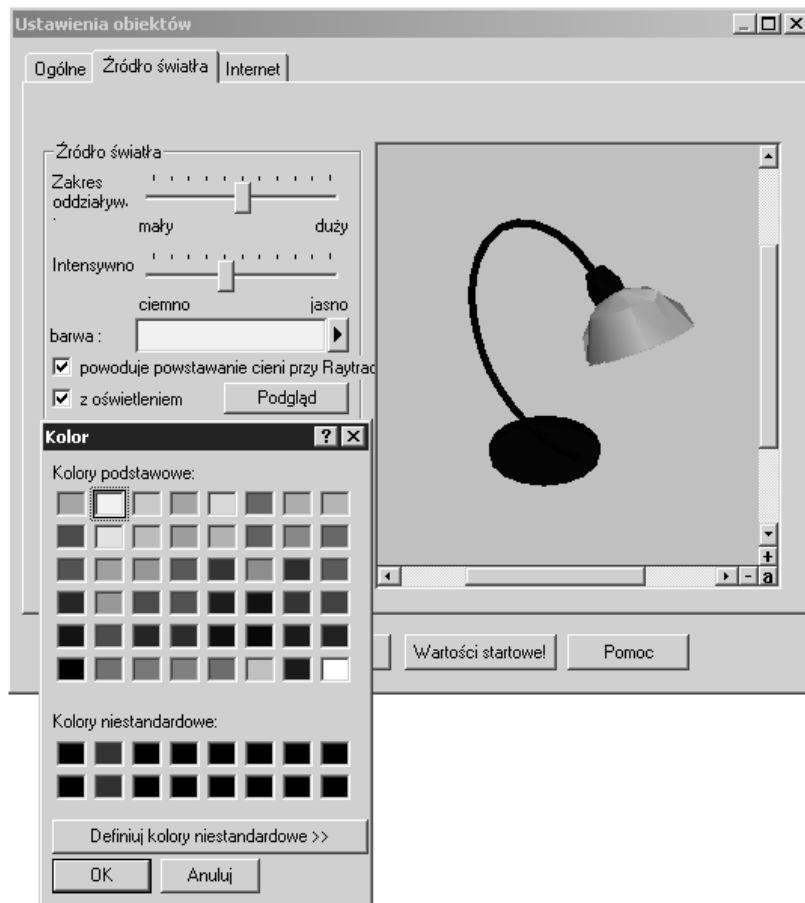 Ustawienia obiektów
Ogólne Źródło światła Internet
Źródło światła
Zakres
oddziaływ.
mały duży
Intensywno
ciemno jasno
barwa :
powoduje powstawanie cieni przy Raytrac
z oświetleniem Podgląd
Kolor
Kolory podstawowe:
+
- a
Wartości startowe! Pomoc
Kolory niestandardowe:
Definiuj kolory niestandardowe >>
OK Anuluj